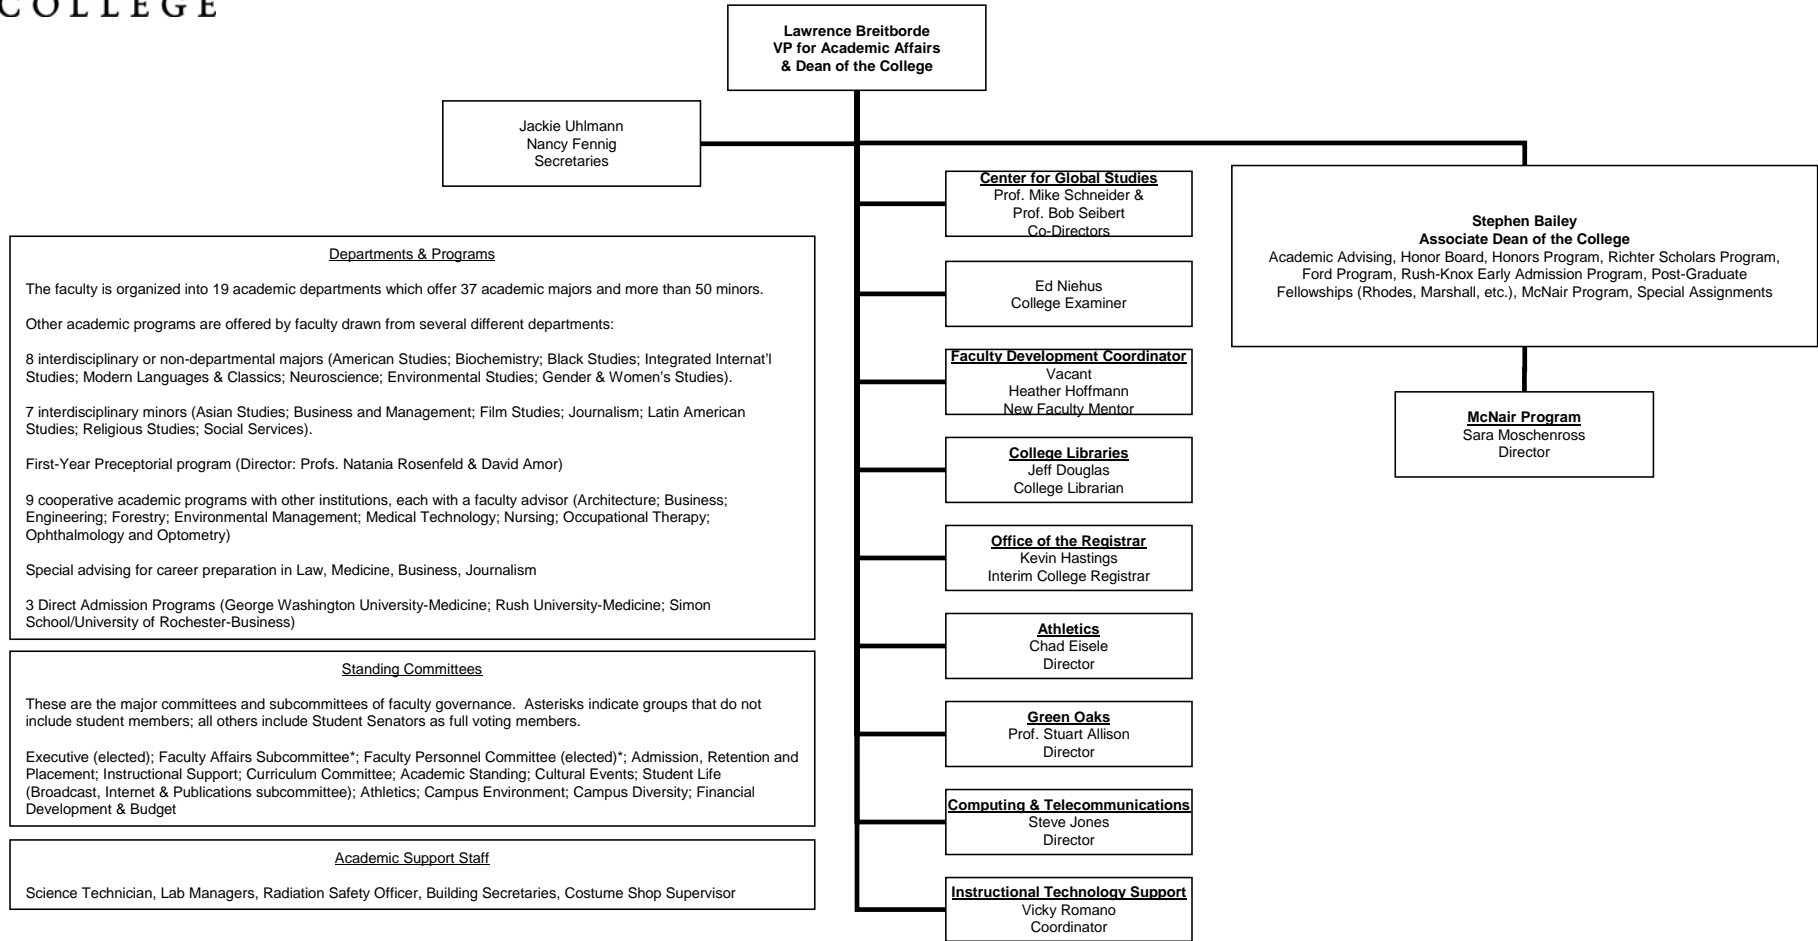 COLLEGE
Lawrence Breitborde
VP for Academic Affairs
& Dean of the College
Jackie Uhlmann
Nancy Fennig
Secretaries
Center for Global Studies
Prof. Mike Schneider &
Prof. Bob Seibert
Co-Directors
Stephen Bailey
Associate Dean of the College
Academic Advising, Honor Board, Honors Program, Richter Scholars Program,
Ford Program, Rush-Knox Early Admission Program, Post-Graduate
Fellowships (Rhodes, Marshall, etc.), McNair Program, Special Assignments
Departments & Programs
The faculty is organized into 19 academic departments which offer 37 academic majors and more than 50 minors.
Other academic programs are offered by faculty drawn from several different departments:
8 interdisciplinary or non-departmental majors (American Studies; Biochemistry; Black Studies; Integrated Internat'l
Studies; Modern Languages & Classics; Neuroscience; Environmental Studies; Gender & Women's Studies).
7 interdisciplinary minors (Asian Studies; Business and Management; Film Studies; Journalism; Latin American
Studies; Religious Studies; Social Services).
First-Year Preceptorial program (Director: Profs. Natania Rosenfeld & David Amor)
9 cooperative academic programs with other institutions, each with a faculty advisor (Architecture; Business;
Engineering; Forestry; Environmental Management; Medical Technology; Nursing; Occupational Therapy;
Ophthalmology and Optometry)
Special advising for career preparation in Law, Medicine, Business, Journalism
3 Direct Admission Programs (George Washington University-Medicine; Rush University-Medicine; Simon
School/University of Rochester-Business)
Ed Niehus
College Examiner
Faculty Development Coordinator
Vacant
Heather Hoffmann
New Faculty Mentor
McNair Program
Sara Moschenross
Director
College Libraries
Jeff Douglas
College Librarian
Office of the Registrar
Kevin Hastings
Interim College Registrar
Athletics
Chad Eisele
Director
Standing Committees
These are the major committees and subcommittees of faculty governance.  Asterisks indicate groups that do not
include student members; all others include Student Senators as full voting members.
Executive (elected); Faculty Affairs Subcommittee*; Faculty Personnel Committee (elected)*; Admission, Retention and
Placement; Instructional Support; Curriculum Committee; Academic Standing; Cultural Events; Student Life
(Broadcast, Internet & Publications subcommittee); Athletics; Campus Environment; Campus Diversity; Financial
Development & Budget
Green Oaks
Prof. Stuart Allison
Director
Computing & Telecommunications
Steve Jones
Director
Academic Support Staff
Science Technician, Lab Managers, Radiation Safety Officer, Building Secretaries, Costume Shop Supervisor
Instructional Technology Support
Vicky Romano
Coordinator